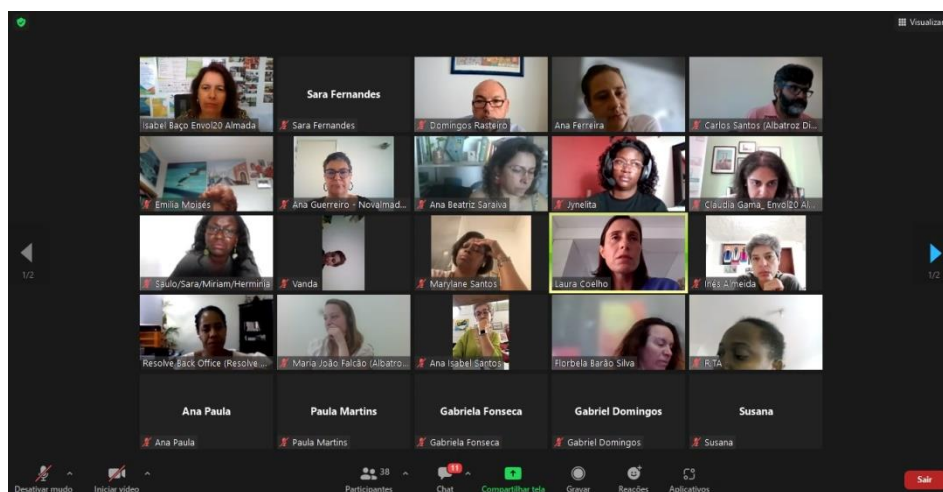 Visualizar
Isabel Baço Envol20 Almada
Sara Fernandes
Sara Fernandes
Domingos Rasteiro
Ana Ferreira
Carlos Santos (Albatroz Di...
Emília Moisés
Ana Guerreiro - Novalmad...
Ana Beatriz Saraiva
Jynelita
Claudia Gama_ Envol20 Al...
Saulo/Sara/Miriam/Herminia
Vanda
Marylane Santos
Laura Coelho
Inês Almeida
1/2
1/2
Resolve Back Office (Resolve ...
Maria João Falcão (Albatro...
Ana Isabel Santos
Florbela Barão Silva
RITA
Ana Paula
Paula Martins
Gabriela Fonseca
Gabriel Domingos
Susana
Ana Paula
Paula Martins
Gabriela Fonseca
Gabriel Domingos
Susana
38
11
Desativar mudo
Iniciar vídeo
Participantes
Chat
Compartilhar tela
Gravar
Reações
Aplicativos
Sair